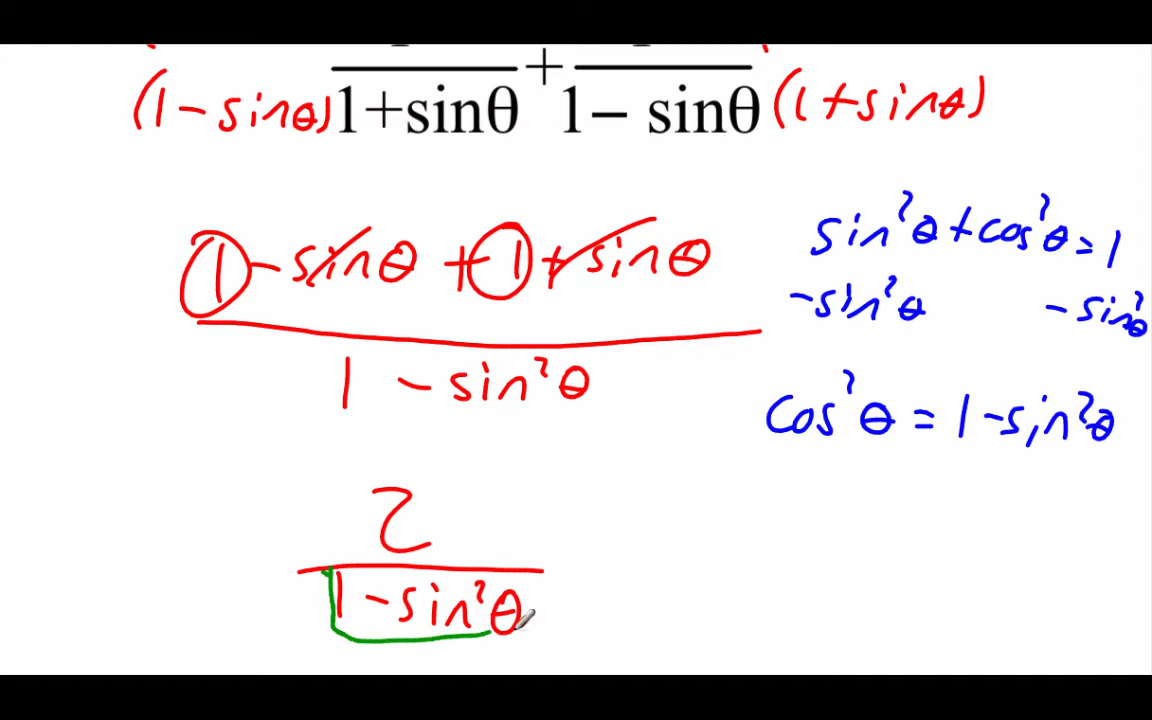 (1-sinθ) 1+sinθ + 1- sinθ (1+sinθ)
1-sinθ +1+sinθ
1-sin²θ
2
1-sin²θ
sin²θ+cos²θ=1
-sin²θ -sin²θ
cos²θ=1-sin²θ